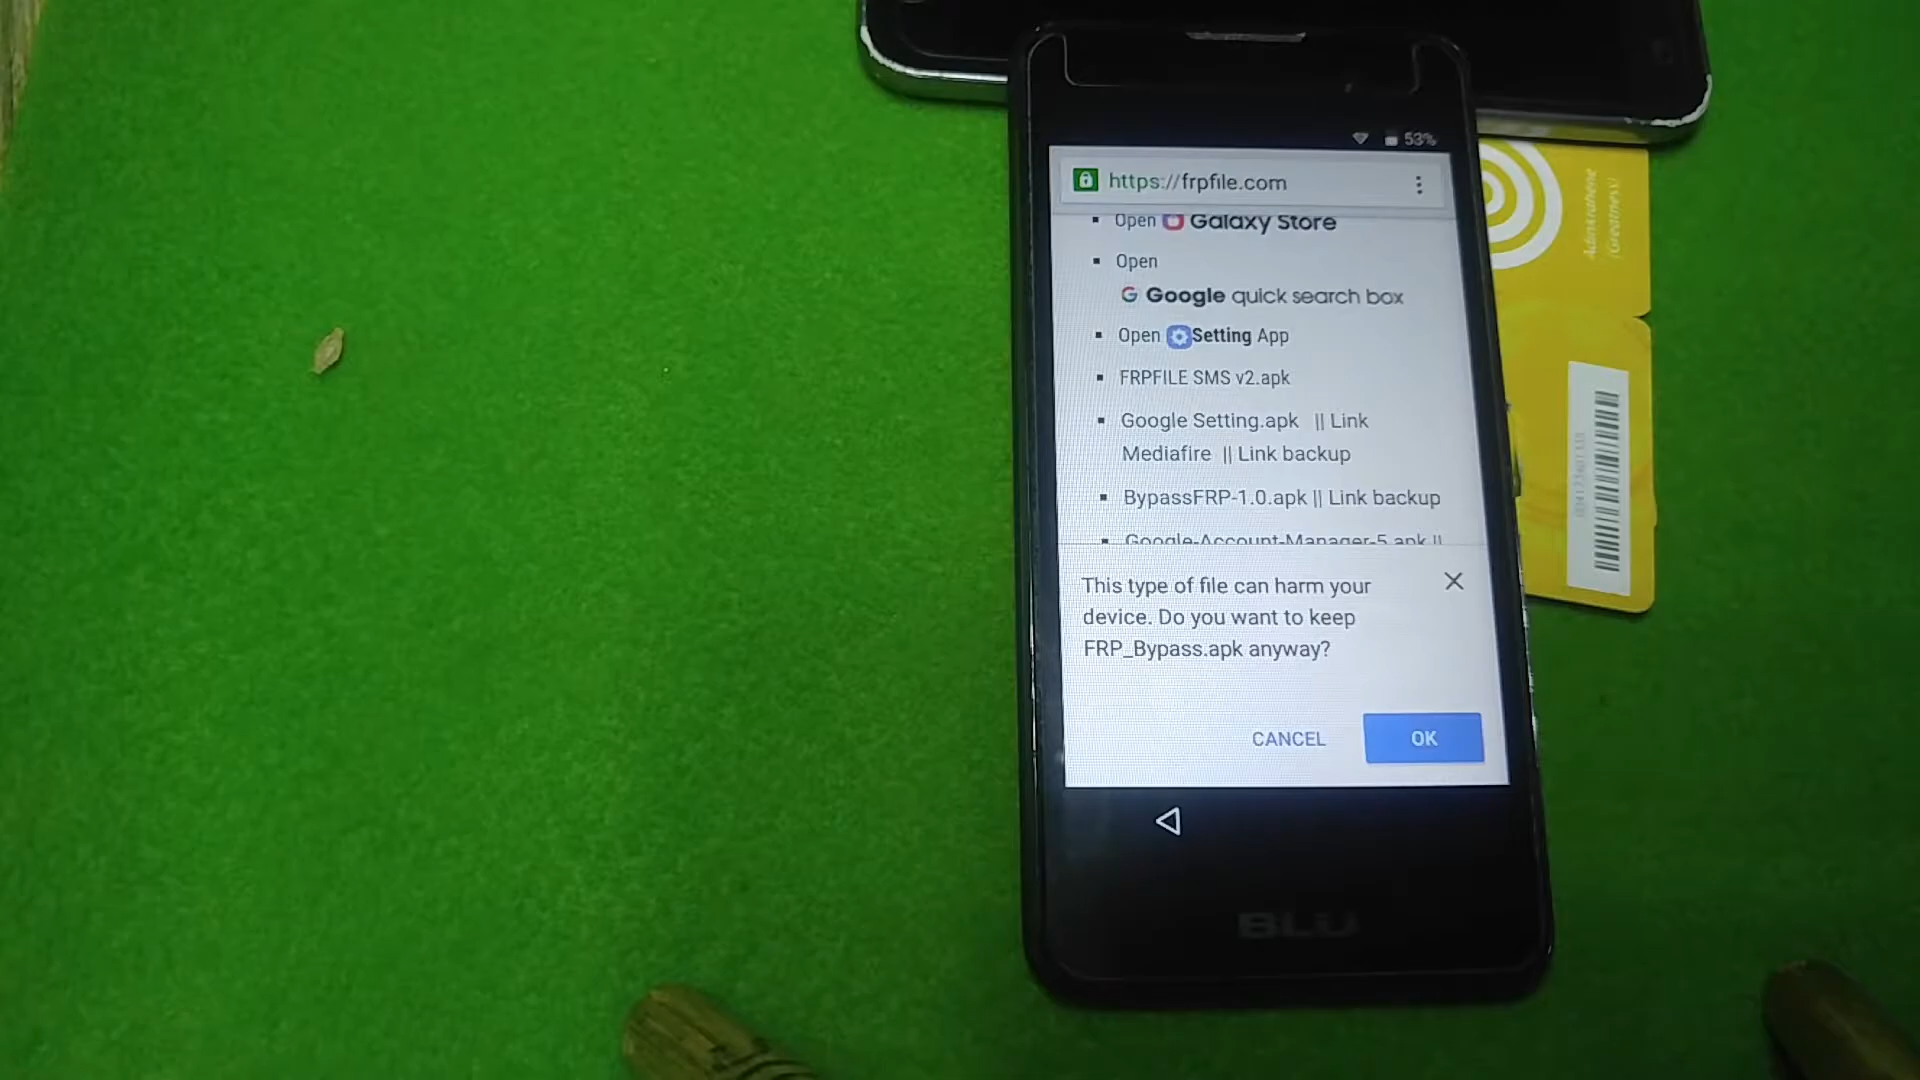 53%
https://frpfile.com
Open Galaxy Store
Open
G Google quick search box
Open Setting App
FRPFILE SMS v2.apk
Google Setting.apk || Link
Mediafire || Link backup
BypassFRP-1.0.apk || Link backup
Google-Account-Manager-5.apk ||
This type of file can harm your
device. Do you want to keep
FRP_Bypass.apk anyway?
CANCEL OK
BLU
Adinkrahene
(Greatness)